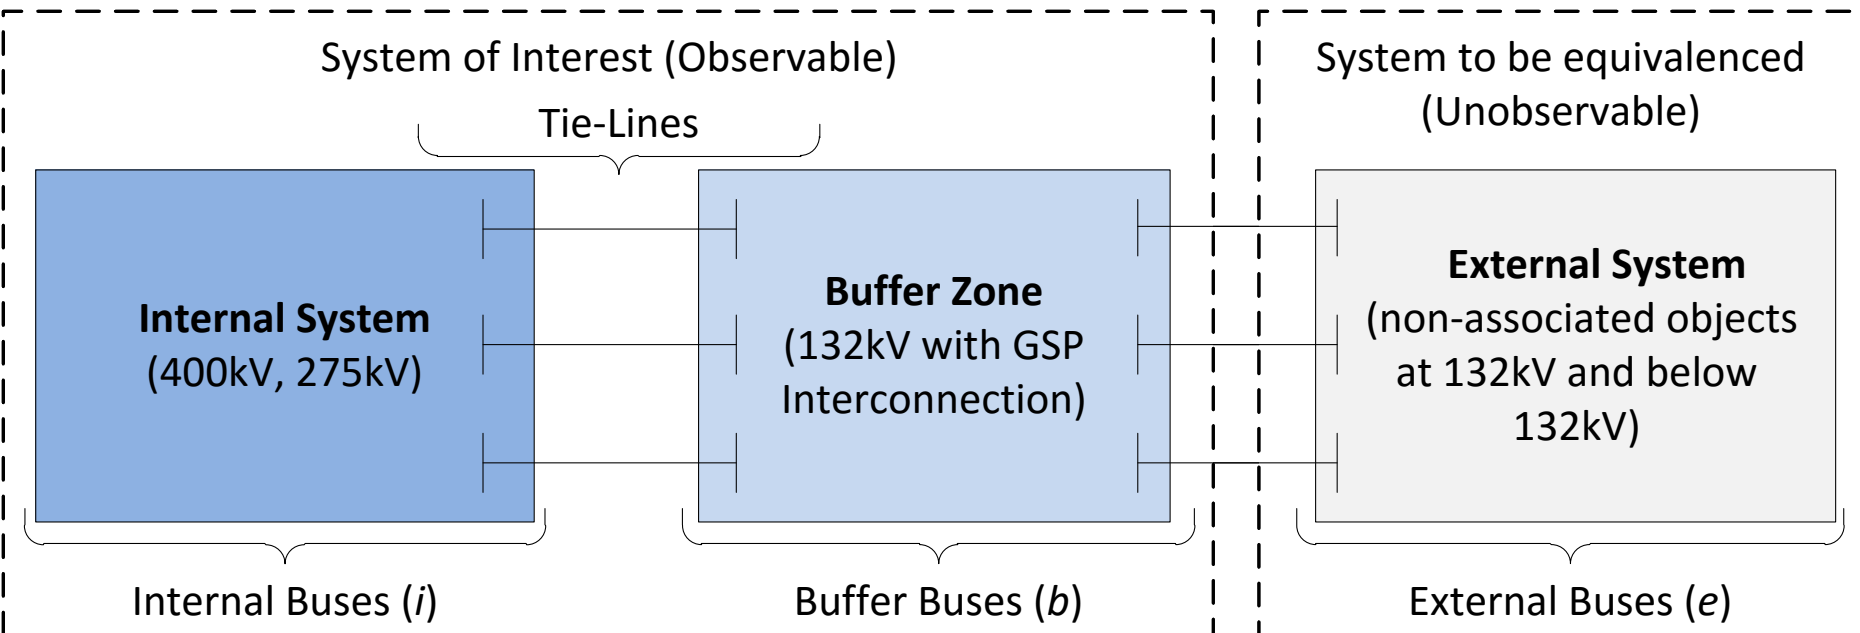 System of Interest (Observable)
Tie-Lines
System to be equivalenced
(Unobservable)
Internal System
(400kV, 275kV)
Buffer Zone
(132kV with GSP
Interconnection)
External System
(non-associated objects
at 132kV and below
132kV)
Internal Buses (i)
Buffer Buses (b)
External Buses (e)